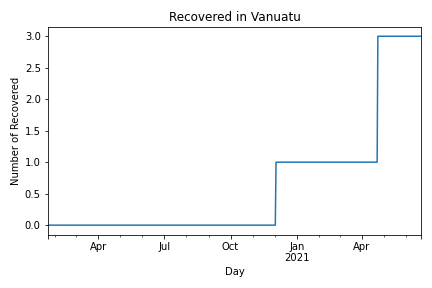 Recovered in Vanuatu
Number of Recovered
3.0
2.5
2.0
1.5
1.0
0.5
0.0
Apr Jul Oct Jan Apr
2021
Day